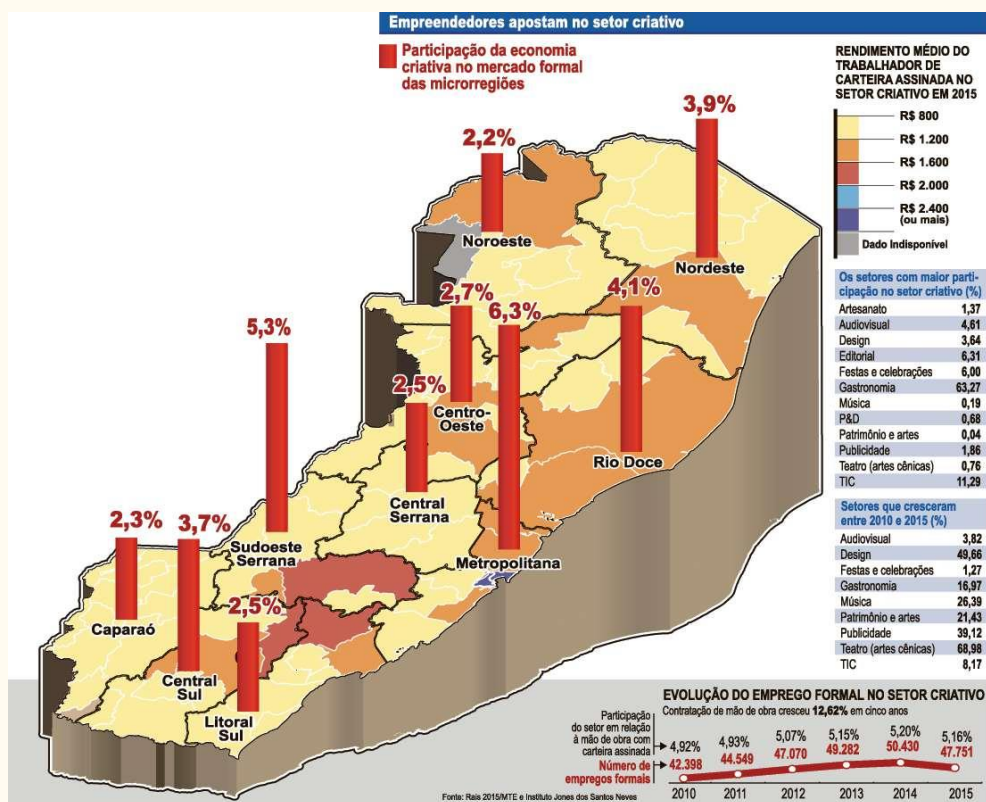 Empreendedores apostam no setor criativo
Participação da economia
criativa no mercado formal
das microrregiões
RENDIMENTO MÉDIO DO
TRABALHADOR DE
CARTEIRA ASSINADA NO
SETOR CRIATIVO EM 2015
R$ 800
R$ 1.200
R$ 1.600
R$ 2.000
R$ 2.400
(ou mais)
Dado Indisponível
3,9%
2,2%
Noroeste
Nordeste
2,7%
6,3%
4,1%
5,3%
2,5%
Centro-
Oeste
Rio Doce
Central
Serrana
2,3%
3,7%
Sudoeste
Serrana
Metropolitana
2,5%
Caparaó
Central
Sul
Litoral
Sul
Os setores com maior parti-
cipação no setor criativo (%)
Artesanato 1,37
Audiovisual 4,61
Design 3,64
Editorial 6,31
Festas e celebrações 6,00
Gastronomia 63,27
Música 0,19
P&D 0,68
Patrimônio e artes 0,04
Publicidade 1,86
Teatro (artes cênicas) 0,76
TIC 11,29
Setores que cresceram
entre 2010 e 2015 (%)
Audiovisual 3,82
Design 49,66
Festas e celebrações 1,27
Gastronomia 16,97
Música 26,39
Patrimônio e artes 21,43
Publicidade 39,12
Teatro (artes cênicas) 68,98
TIC 8,17
EVOLUÇÃO DO EMPREGO FORMAL NO SETOR CRIATIVO
Contratação de mão de obra cresceu 12,62% em cinco anos
Participação
do setor em relação
à mão de obra com
carteira assinada
4,92% 4,93% 5,07% 5,15% 5,20% 5,16%
Número de
empregos formais
42.398 44.549 47.070 49.282 50.430 47.751
2010 2011 2012 2013 2014 2015
Fonte: Rais 2015/MTE e Instituto Jones dos Santos Neves